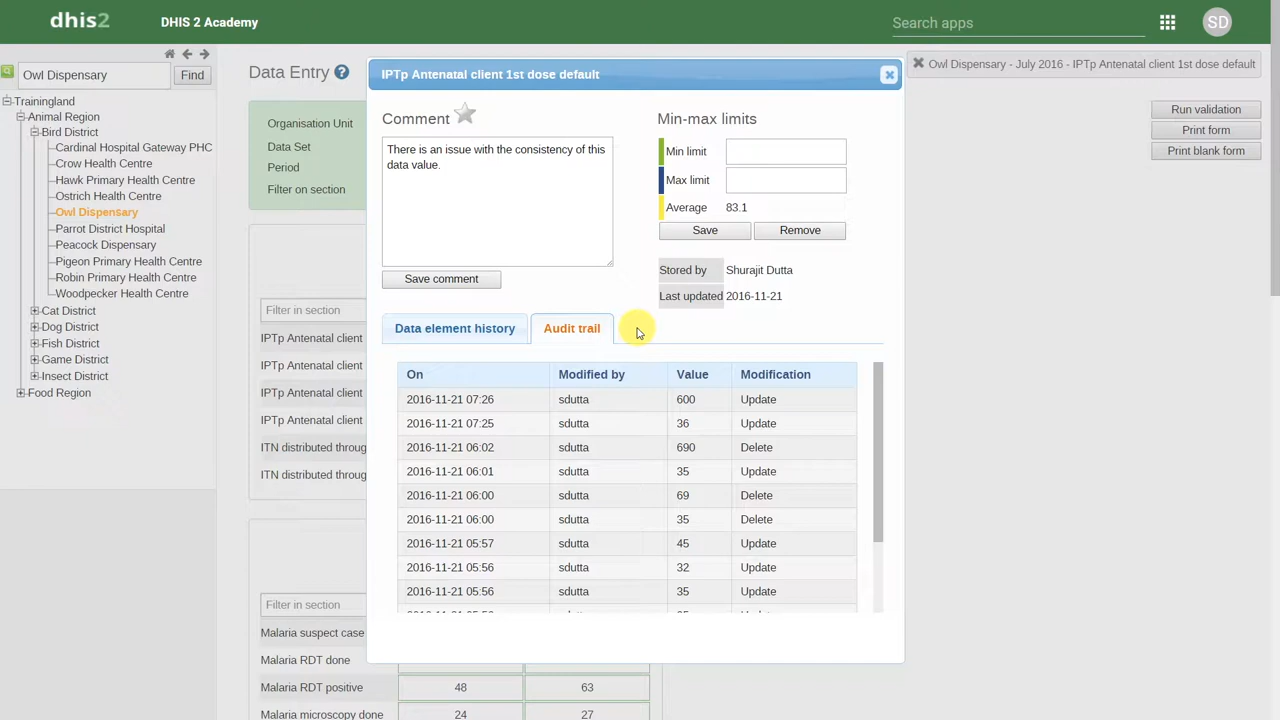 dhis2
DHIS 2 Academy
Search apps
SD
Owl Dispensary
Find
Trainingland
Animal Region
Bird District
Cardinal Hospital Gateway PHC
Crow Health Centre
Hawk Primary Health Centre
Ostrich Health Centre
Owl Dispensary
Parrot District Hospital
Peacock Dispensary
Pigeon Primary Health Centre
Robin Primary Health Centre
Woodpecker Health Centre
Cat District
Dog District
Fish District
Game District
Insect District
Food Region
Data Entry ?
Organisation Unit
Data Set
Period
Filter on section
Filter in section
IPTp Antenatal client
IPTp Antenatal client
IPTp Antenatal client
IPTp Antenatal client
ITN distributed throug
ITN distributed throug
Filter in section
Malaria suspect case
Malaria RDT done
Malaria RDT positive 48 63
Malaria microscopy done 24 27
IPTp Antenatal client 1st dose default
Comment
There is an issue with the consistency of this
data value.
Save comment
Min-max limits
Min limit
Max limit
Average 83.1
Save Remove
Stored by Shurajit Dutta
Last updated 2016-11-21
Data element history Audit trail
On Modified by Value Modification
2016-11-21 07:26 sdutta 600 Update
2016-11-21 07:25 sdutta 36 Update
2016-11-21 06:02 sdutta 690 Delete
2016-11-21 06:01 sdutta 35 Update
2016-11-21 06:00 sdutta 69 Delete
2016-11-21 06:00 sdutta 35 Delete
2016-11-21 05:57 sdutta 45 Update
2016-11-21 05:56 sdutta 32 Update
2016-11-21 05:56 sdutta 35 Update
Owl Dispensary - July 2016 - IPTp Antenatal client 1st dose default
Run validation
Print form
Print blank form